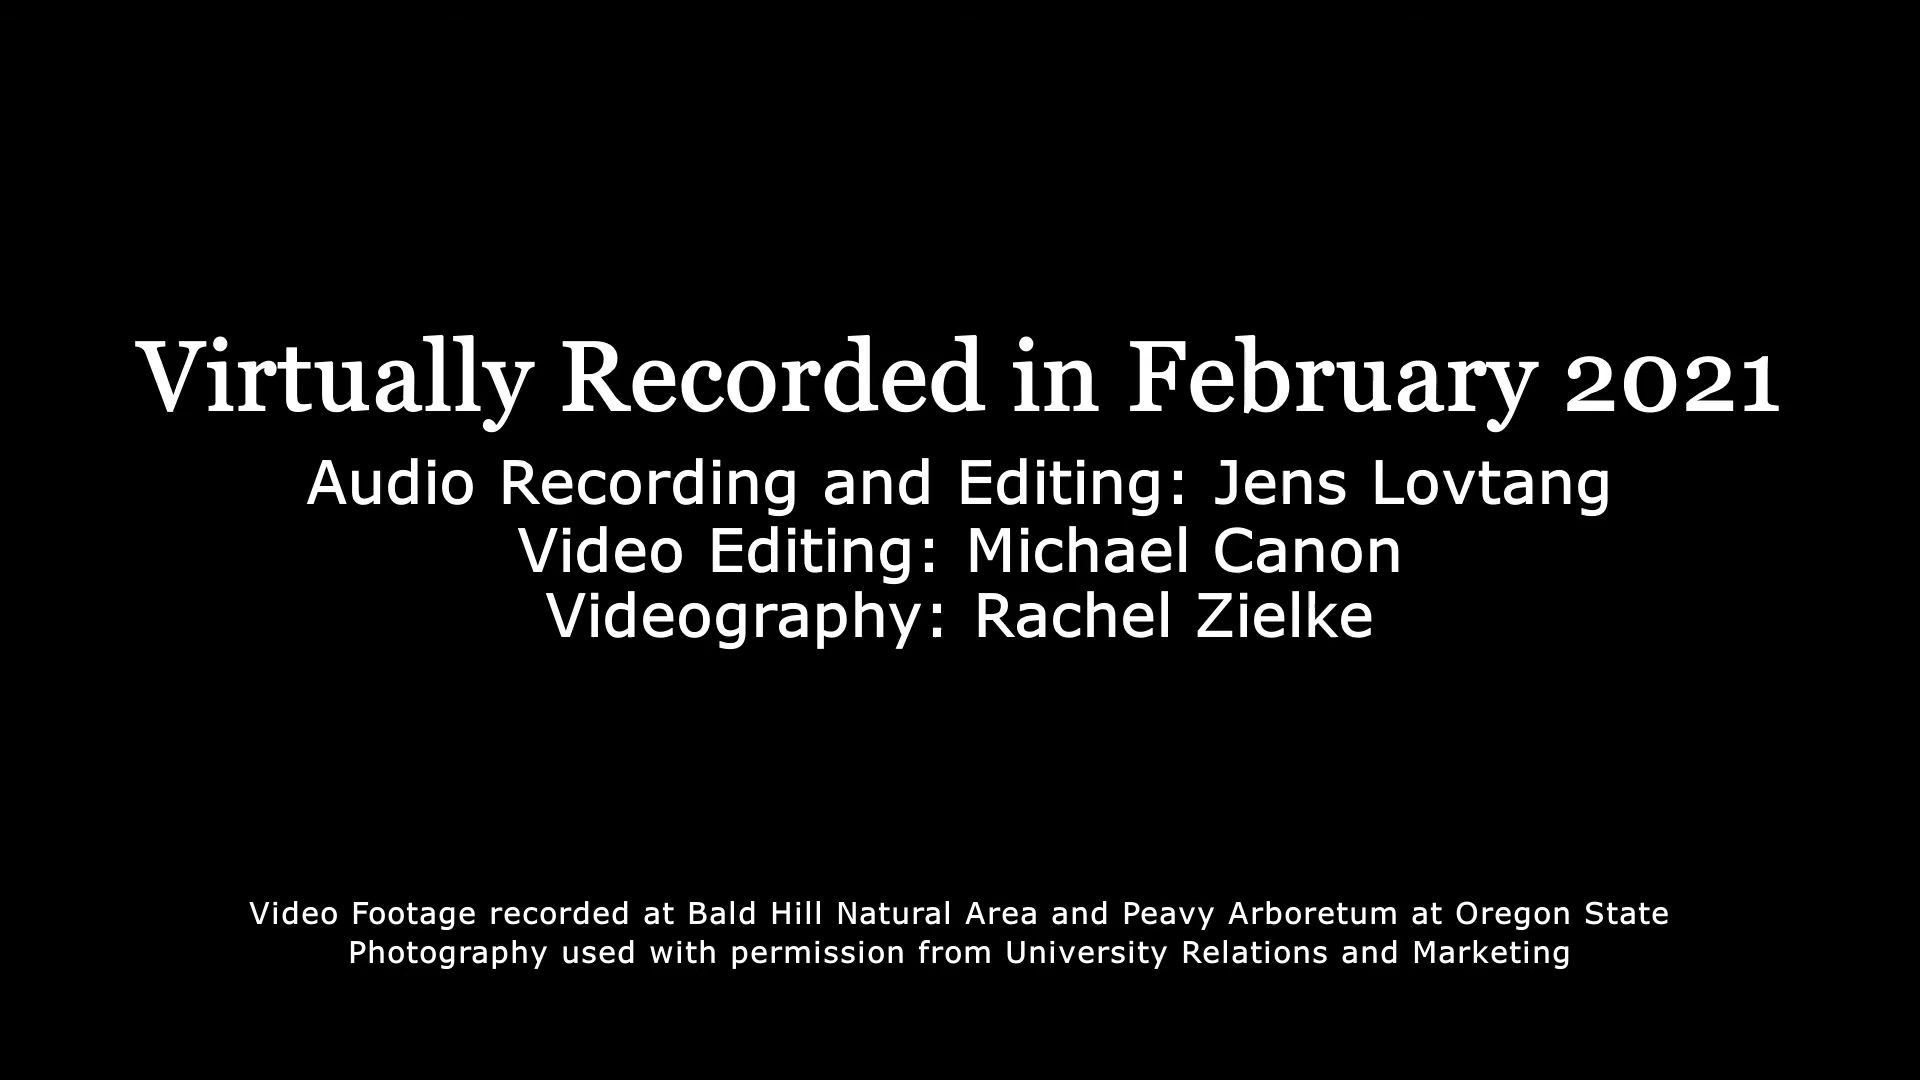 Virtually Recorded in February 2021
Audio Recording and Editing: Jens Lovtang
Video Editing: Michael Canon
Videography: Rachel Zielke
Video Footage recorded at Bald Hill Natural Area and Peavy Arboretum at Oregon State
Photography used with permission from University Relations and Marketing